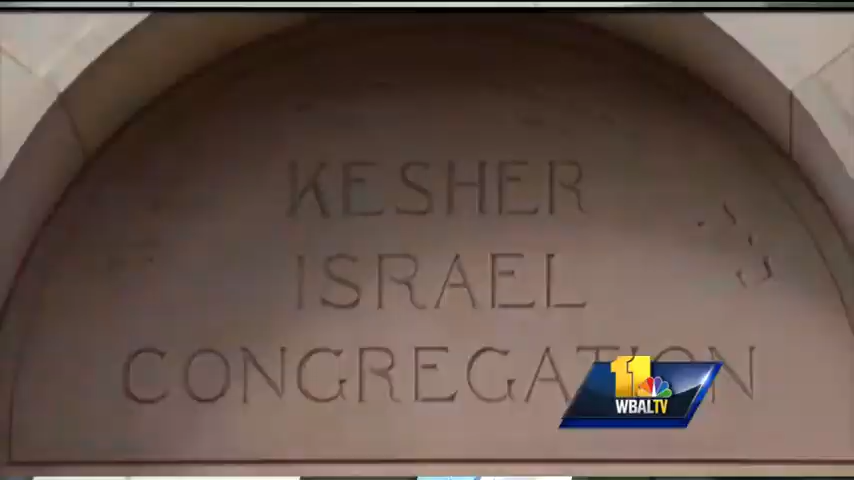 KESHER
ISRAEL
CONGREGATION
11
WBALTV